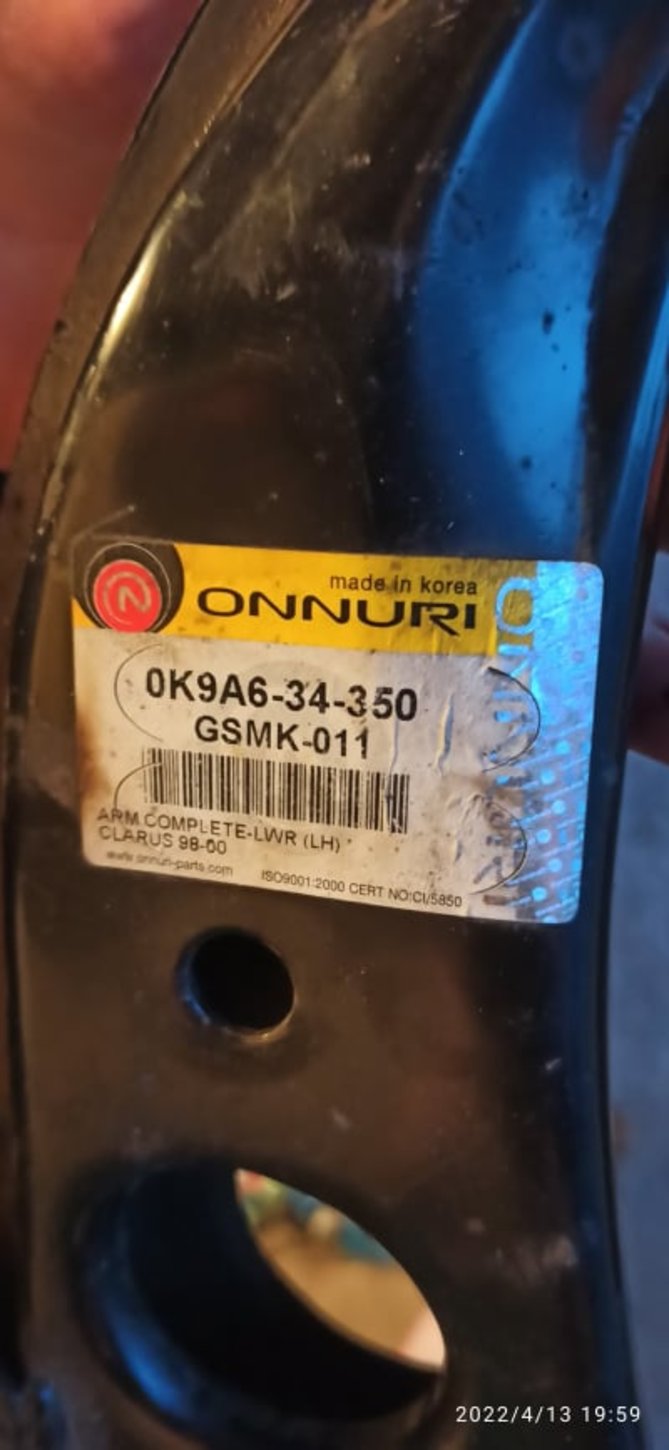 made in korea
ONNURI
0K9A6-34-350
GSMK-011
ARM COMPLETE-LWR (LH)
CLARUS 98-00
www.onnuri-parts.com ISO9001:2000 CERT NO:CI/5850
ONNURI
2022/4/13 19:59